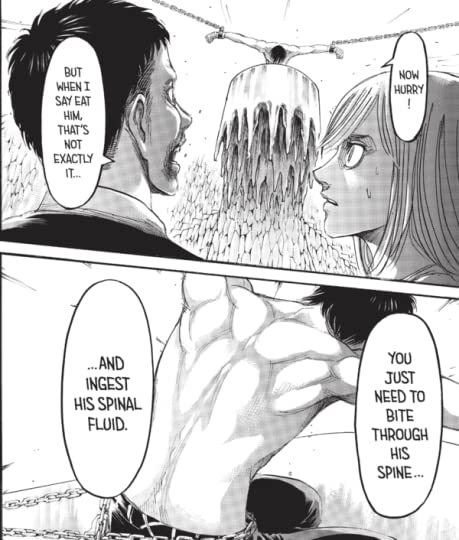 NOW
HURRY
!
BUT
WHEN I
SAY EAT
HIM,
THAT'S
NOT
EXACTLY
IT...
YOU
JUST
NEED TO
BITE
THROUGH
HIS
SPINE...
...AND
INGEST
HIS SPINAL
FLUID.